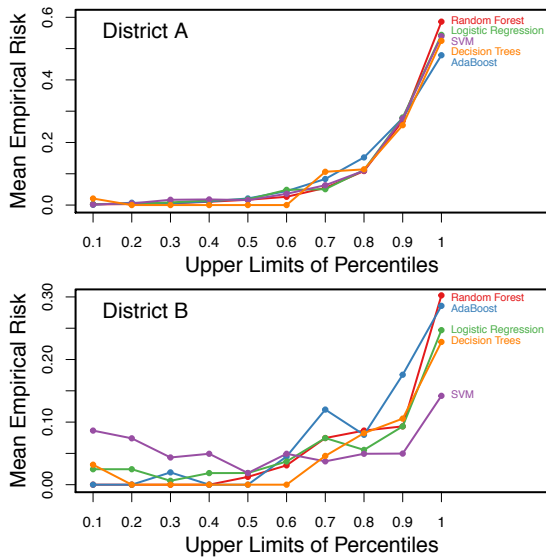 District A
Mean Empirical Risk
0.6
0.4
0.2
0.0
Random Forest
Logistic Regression
SVM
Decision Trees
AdaBoost
0.1 0.2 0.3 0.4 0.5 0.6 0.7 0.8 0.9 1
Upper Limits of Percentiles
District B
Mean Empirical Risk
0.30
0.20
0.10
0.00
Random Forest
AdaBoost
Logistic Regression
Decision Trees
SVM
0.1 0.2 0.3 0.4 0.5 0.6 0.7 0.8 0.9 1
Upper Limits of Percentiles